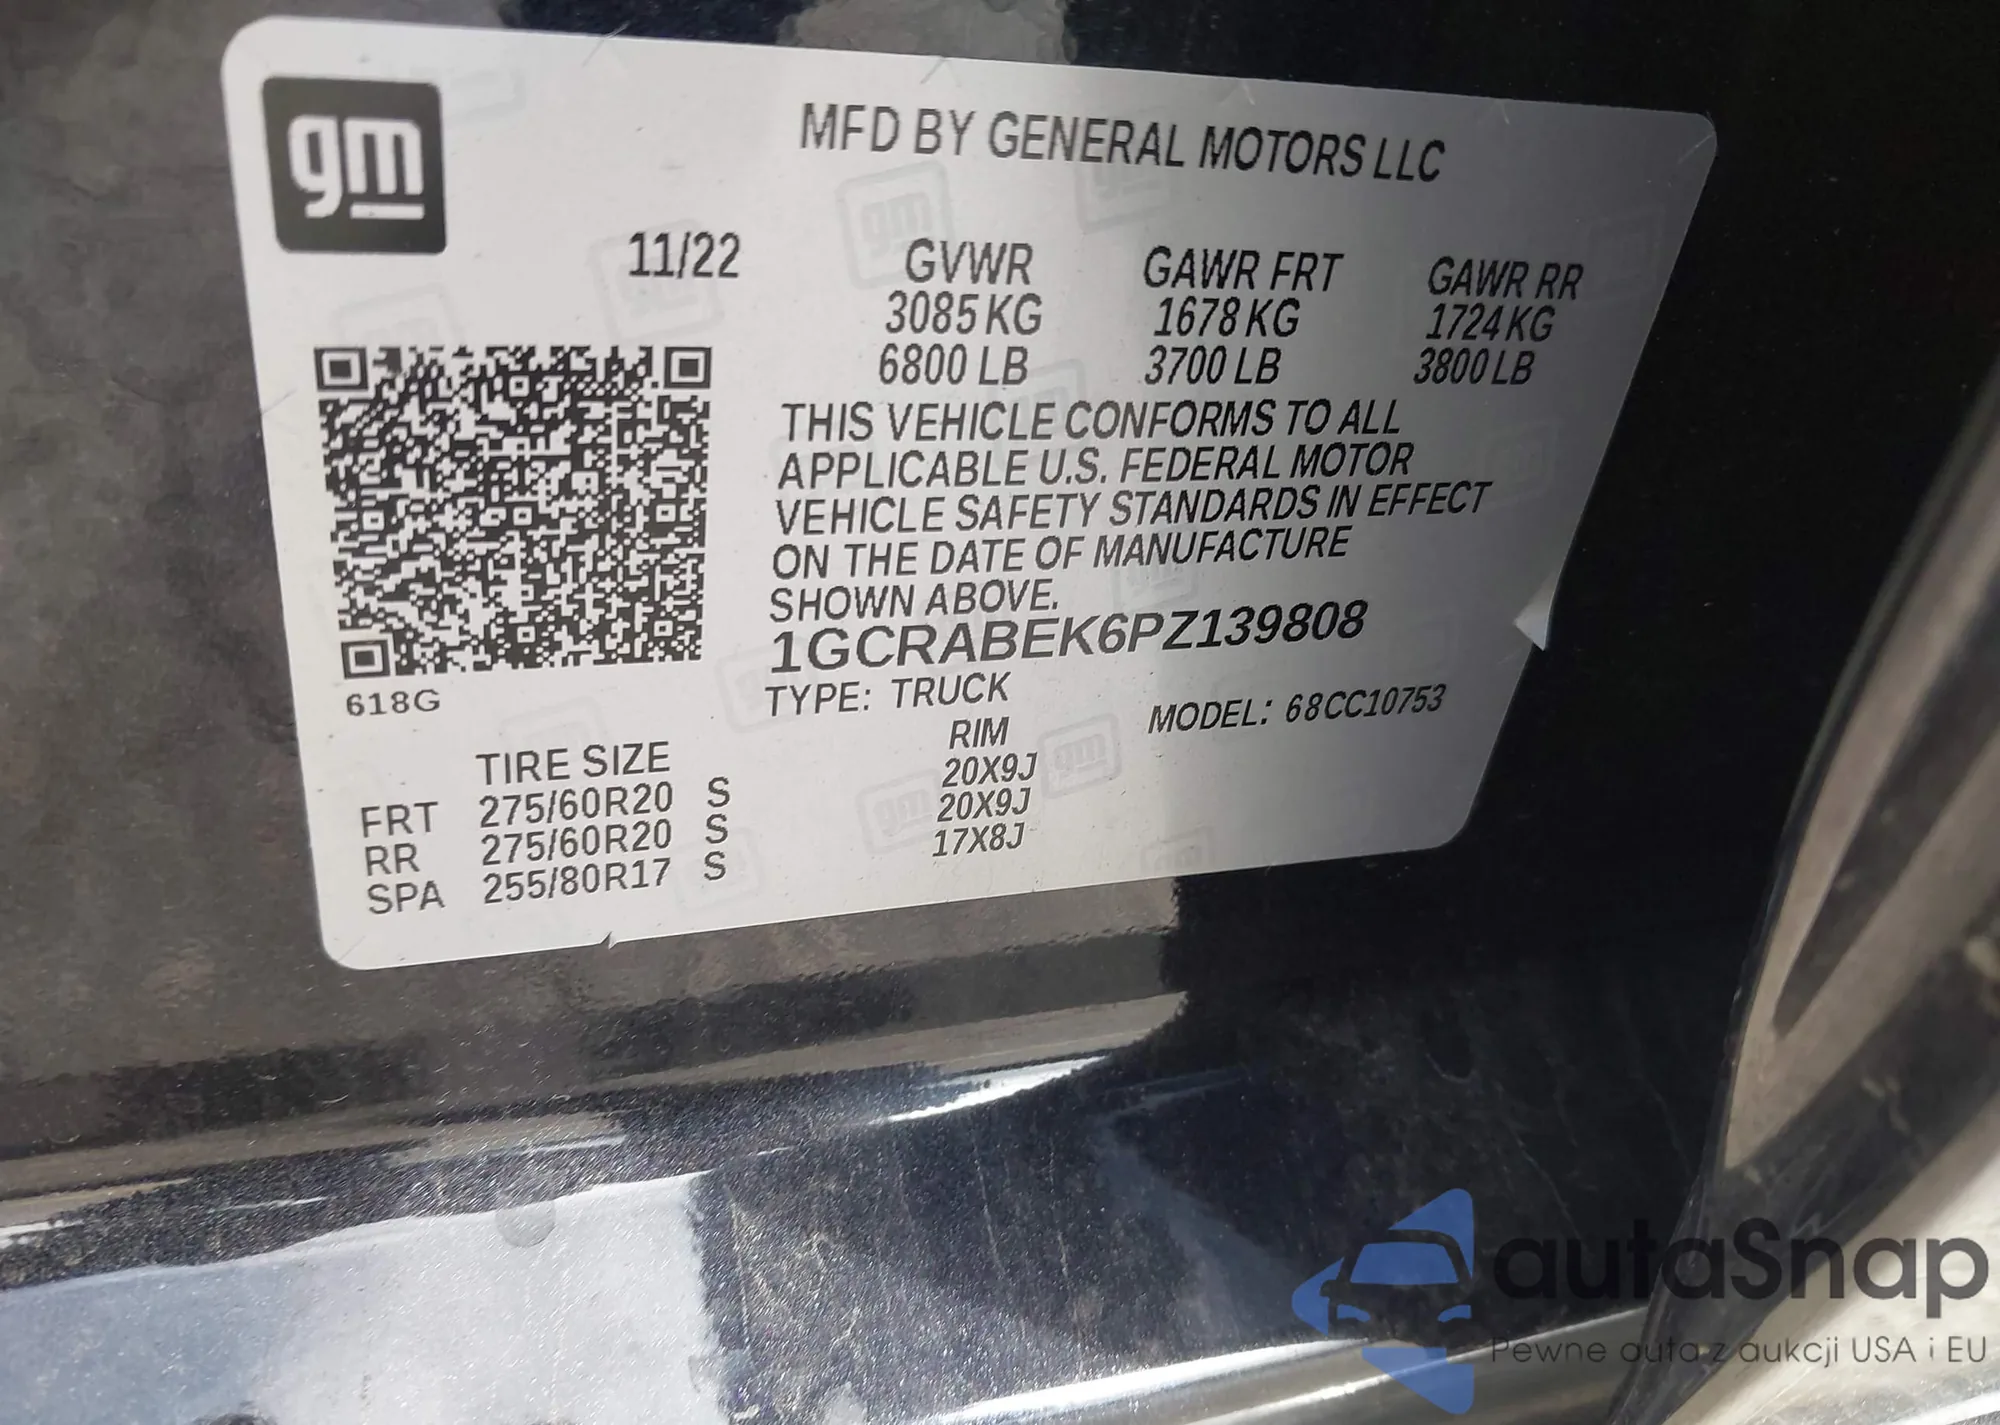 gm
MFD BY GENERAL MOTORS LLC
11/22 GVWR GAWR FRT GAWR RR
3085 KG 1678 KG 1724 KG
6800 LB 3700 LB 3800 LB
THIS VEHICLE CONFORMS TO ALL
APPLICABLE U.S. FEDERAL MOTOR
VEHICLE SAFETY STANDARDS IN EFFECT
ON THE DATE OF MANUFACTURE
SHOWN ABOVE.
1GCRABEK6PZ139808
618G
TYPE: TRUCK MODEL: 68CC10753
TIRE SIZE RIM
FRT 275/60R20 S 20X9J
RR 275/60R20 S 20X9J
SPA 255/80R17 S 17X8J
autaSnap
Pewne auta z aukcji USA i EU